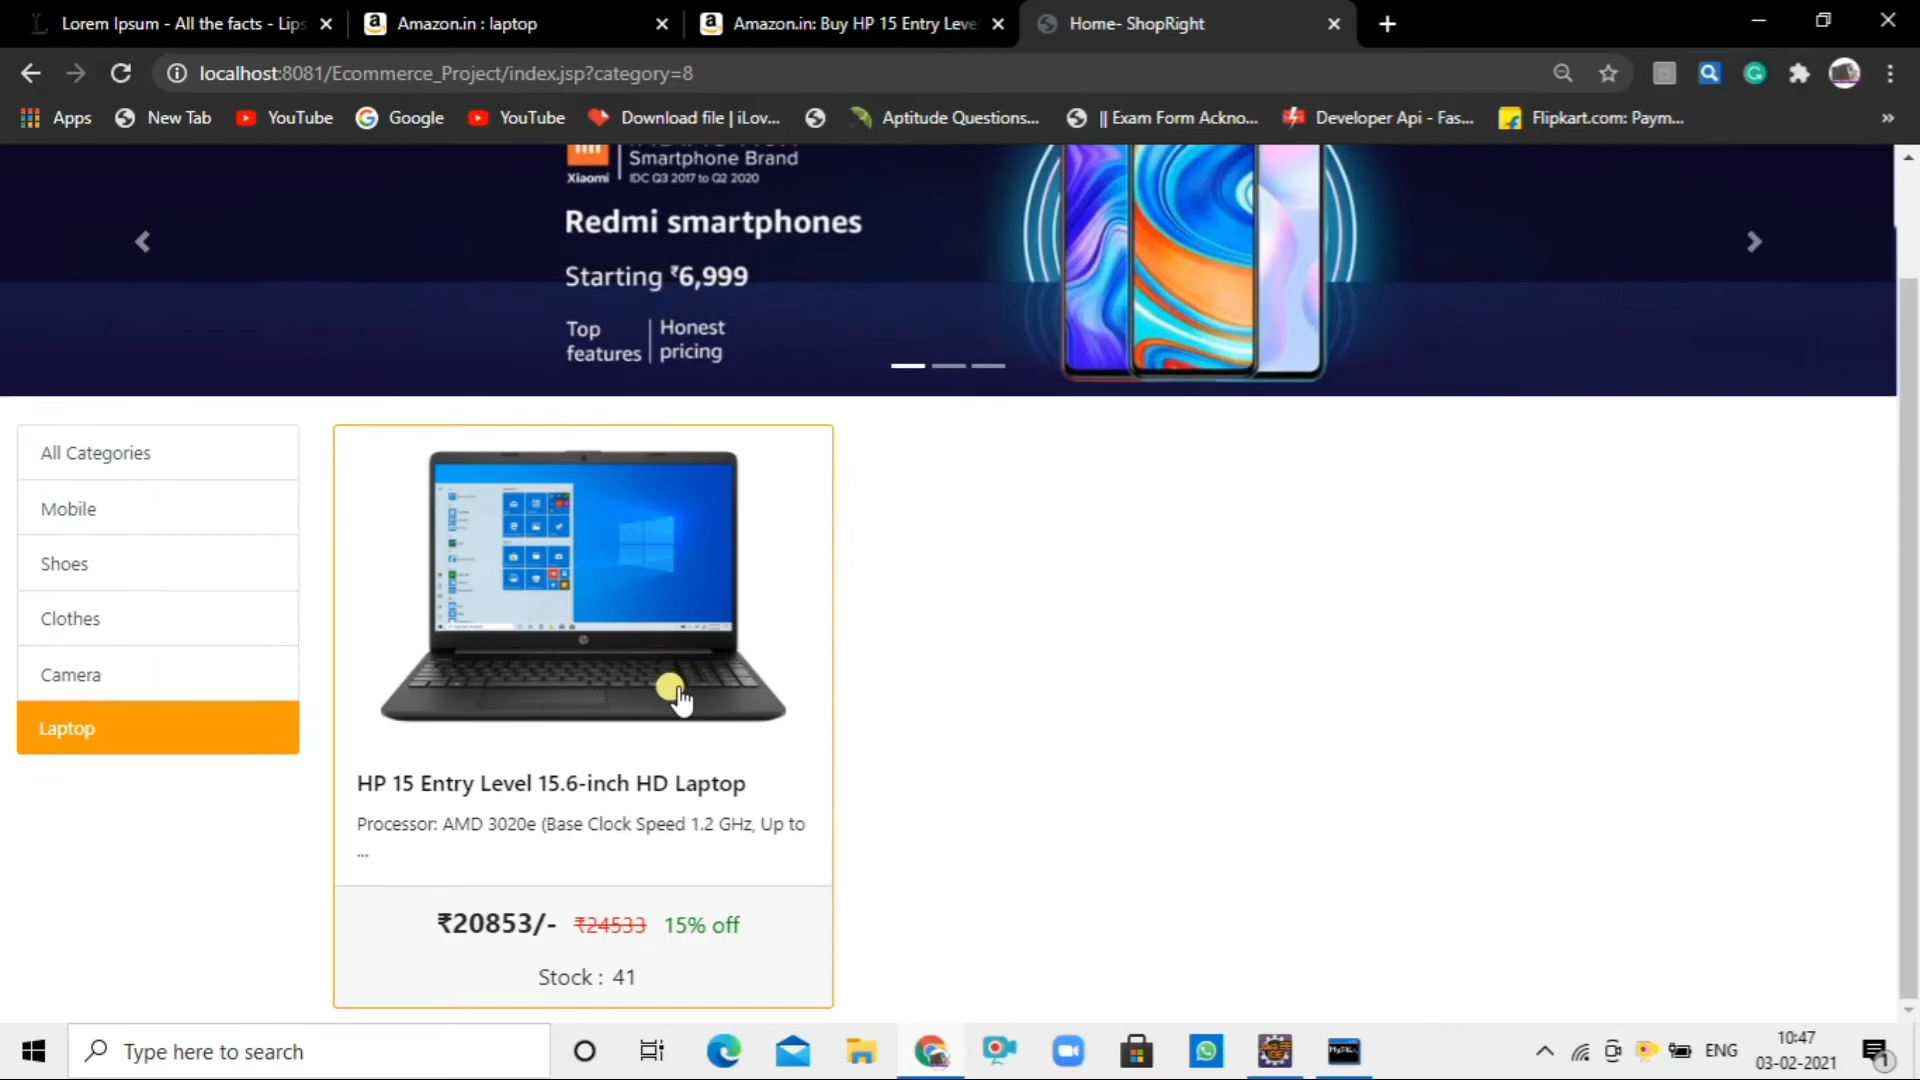 Lorem Ipsum - All the facts - Lips
Amazon.in : laptop
Amazon.in: Buy HP 15 Entry Leve
Home- ShopRight
localhost:8081/Ecommerce_Project/index.jsp?category=8
Apps
New Tab
YouTube
Google
YouTube
Download file | iLov...
Aptitude Questions...
|| Exam Form Ackno...
Developer Api - Fas...
Flipkart.com: Paym...
»
Xiaomi
Smartphone Brand
IDC Q3 2017 to Q2 2020
Redmi smartphones
Starting ₹6,999
Top features
Honest pricing
All Categories
Mobile
Shoes
Clothes
Camera
Laptop
HP 15 Entry Level 15.6-inch HD Laptop
Processor: AMD 3020e (Base Clock Speed 1.2 GHz, Up to
...
₹20853/- ₹24533 15% off
Stock : 41
Type here to search
ENG
10:47
03-02-2021
1